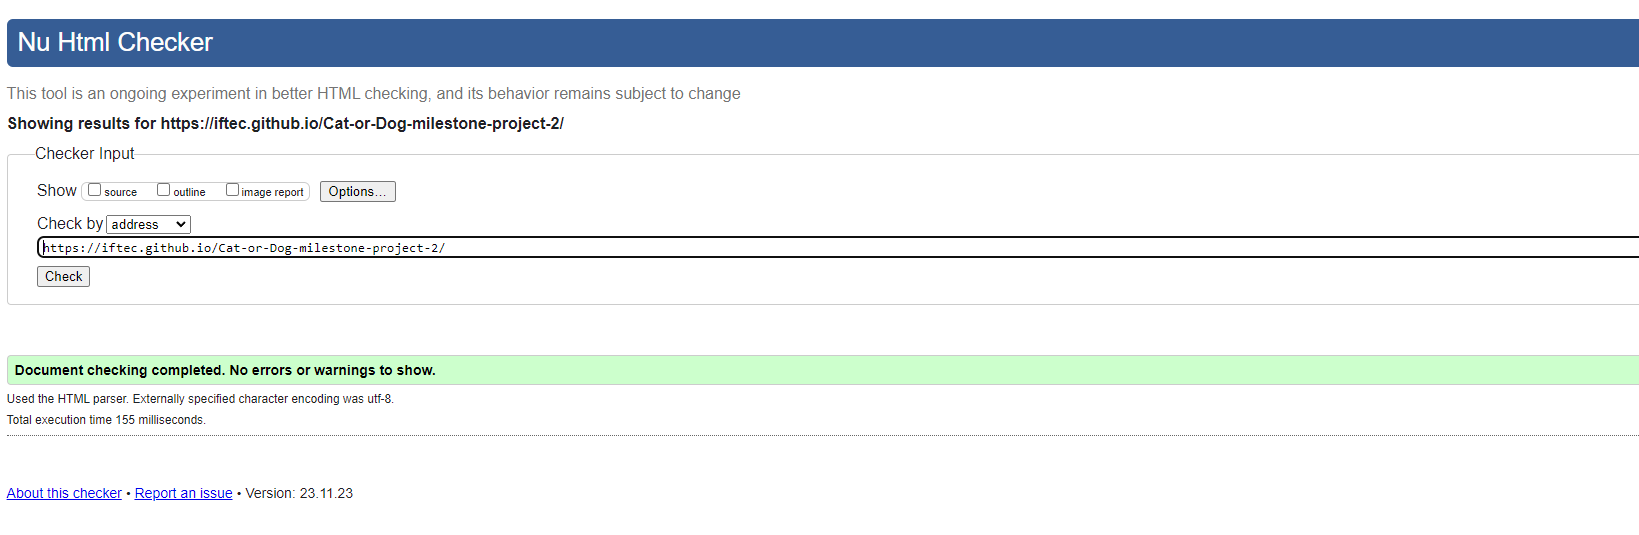 Nu Html Checker
This tool is an ongoing experiment in better HTML checking, and its behavior remains subject to change
Showing results for https://iftec.github.io/Cat-or-Dog-milestone-project-2/
Checker Input
Show source outline image report Options...
Check by address
https://iftec.github.io/Cat-or-Dog-milestone-project-2/
Check
Document checking completed. No errors or warnings to show.
Used the HTML parser. Externally specified character encoding was utf-8.
Total execution time 155 milliseconds.
About this checker • Report an issue • Version: 23.11.23